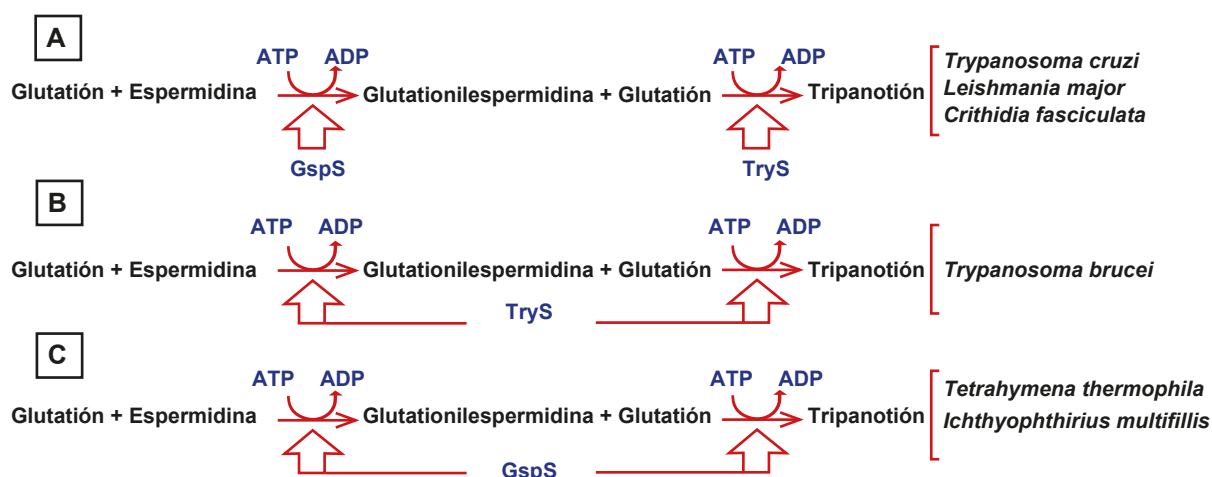 A
ATP ADP ATP ADP
Glutatión + Espermidina Glutationilespermidina + Glutatión Tripanotión
Trypanosoma cruzi
Leishmania major
Crithidia fasciculata
GspS TryS
B
ATP ADP ATP ADP
Glutatión + Espermidina Glutationilespermidina + Glutatión Tripanotión
Trypanosoma brucei
TryS
C
ATP ADP ATP ADP
Glutatión + Espermidina Glutationilespermidina + Glutatión Tripanotión
Tetrahymena thermophila
Ichthyophthirius multifillis
GspS